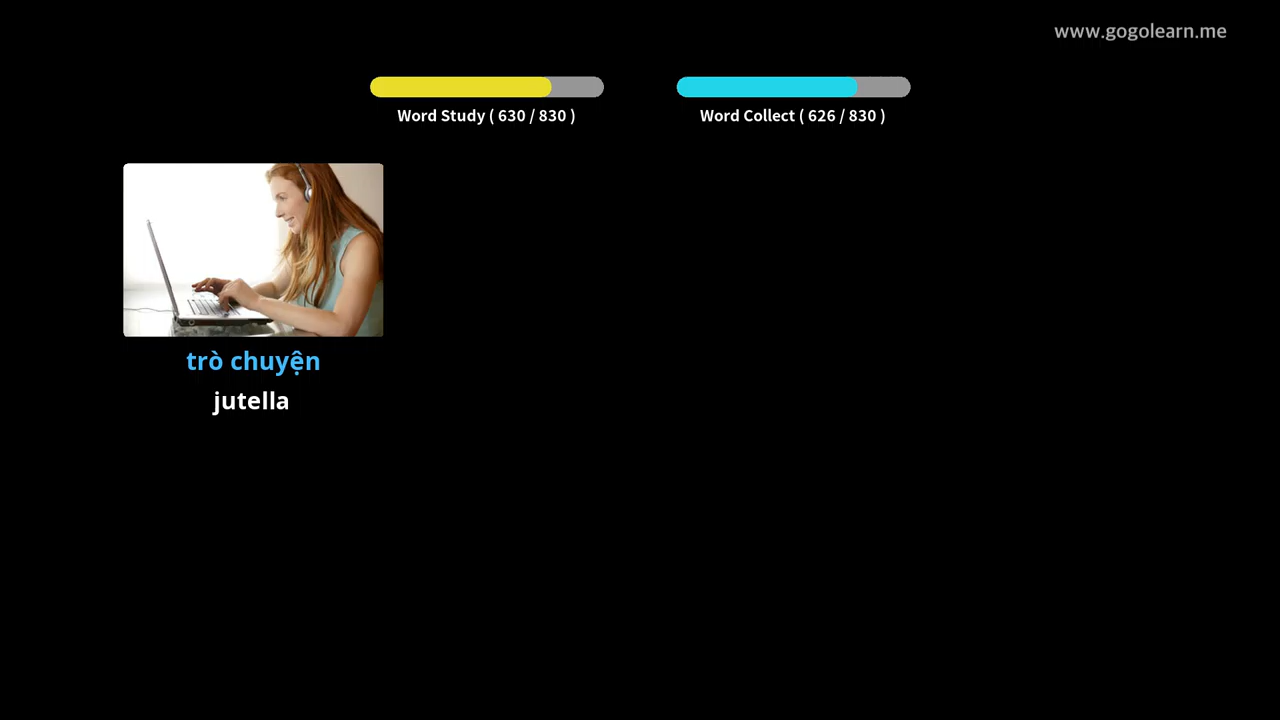 www.gogolearn.me
Word Study ( 630 / 830 )
Word Collect ( 626 / 830 )
trò chuyện
jutella